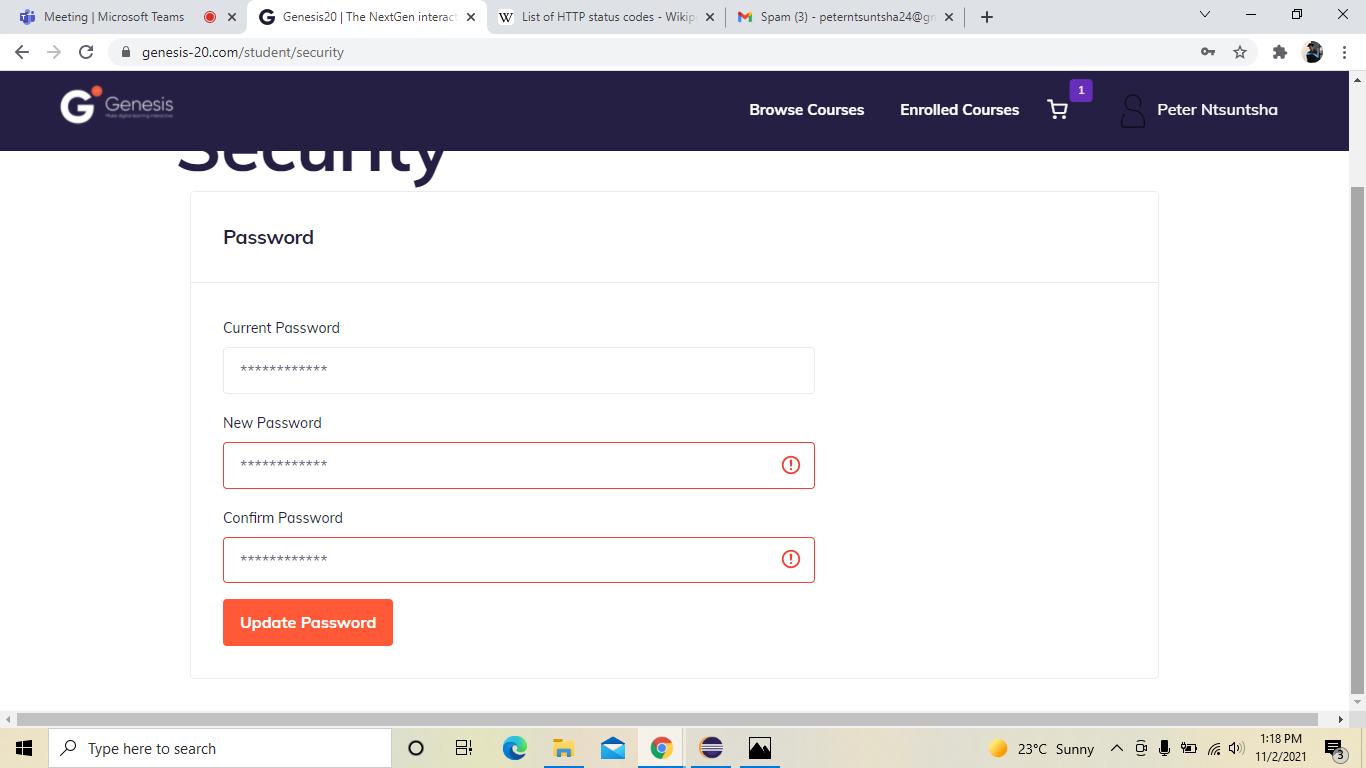 Meeting | Microsoft Teams
Genesis20 | The NextGen interact
W List of HTTP status codes - Wikip
Spam (3) - peterntsuntsha24@gm
genesis-20.com/student/security
G Genesis
Make digital learning interactive
Browse Courses
Enrolled Courses
1
Peter Ntsuntsha
Security
Password
Current Password
************
New Password
************
Confirm Password
************
Update Password
Type here to search
23°C Sunny
1:18 PM
11/2/2021
3